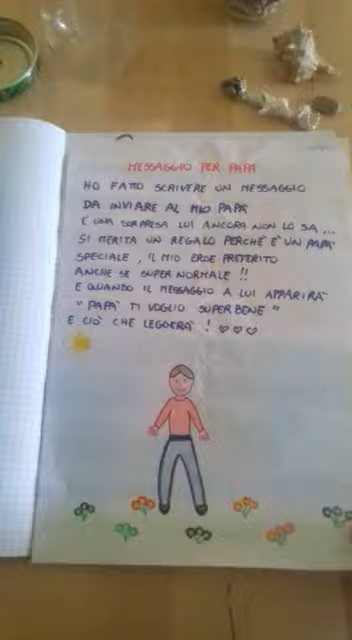 MESSAGGIO PER PAPÀ
HO FATTO SCRIVERE UN MESSAGGIO
DA INVIARE AL MIO PAPÀ
È UNA SORPRESA LUI ANCORA NON LO SA...
SI MERITA UN REGALO PERCHÉ È UN PAPÀ
SPECIALE, IL MIO EROE PREFERITO
ANCHE SE SUPER NORMALE !!
E QUANDO IL MESSAGGIO A LUI APPARIRÀ
"PAPÀ TI VOGLIO SUPER BENE"
È CIÒ CHE LEGGERÀ ! ♡♡♡